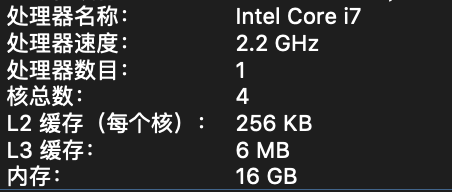 处理器名称： Intel Core i7
处理器速度： 2.2 GHz
处理器数目： 1
核总数： 4
L2 缓存（每个核）： 256 KB
L3 缓存： 6 MB
内存： 16 GB